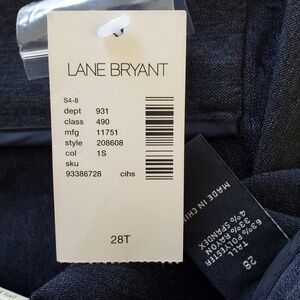 LANE BRYANT
S4-8
dept 931
class 490
mfg 11751
style 208608
col 1S
sku
93386728 cihs
28T
28
TALL
63% POLYESTER
33% RAYON
4% SPANDEX
MADE IN CHINA